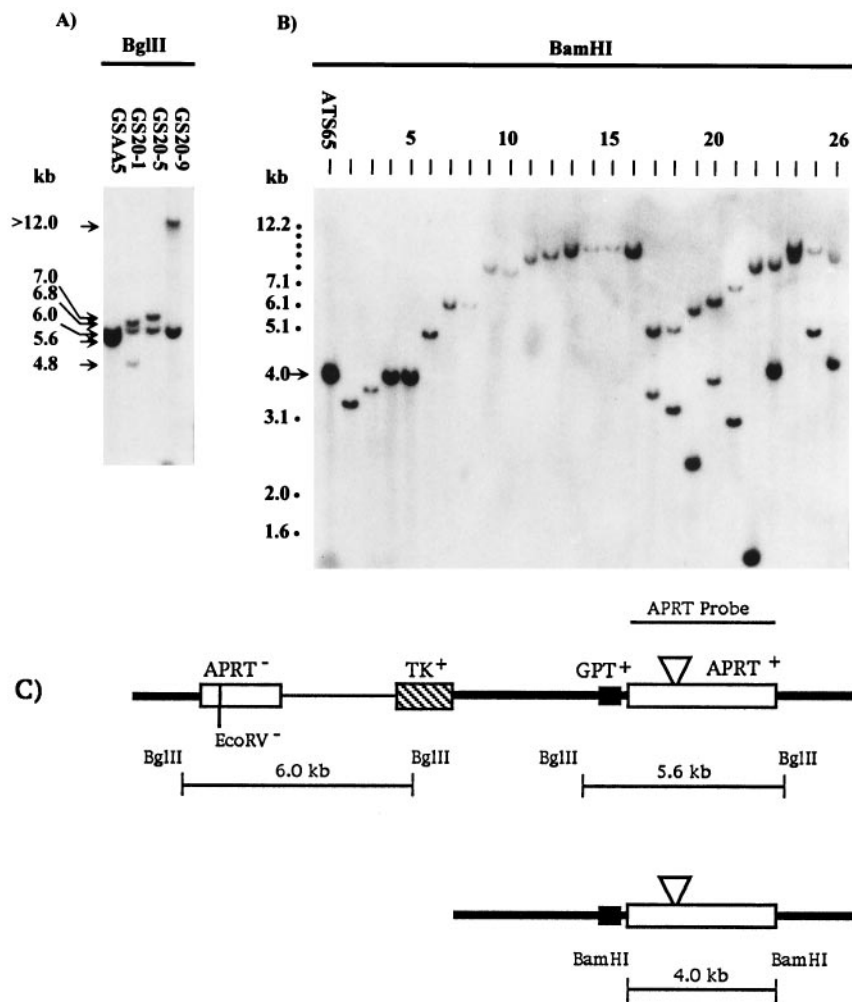 A)
BglII
GSAA5
GS20-1
GS20-5
GS20-9
kb
>12.0
7.0
6.8
6.0
5.6
4.8
B)
BamHI
ATS65
5
10
15
20
26
kb
12.2
7.1
6.1
5.1
4.0
3.1
2.0
1.6
C)
APRT Probe
APRT -
TK+
GPT+
APRT +
EcoRV -
BglII
6.0 kb
BglII
BglII
5.6 kb
BglII
BamHI
4.0 kb
BamHI